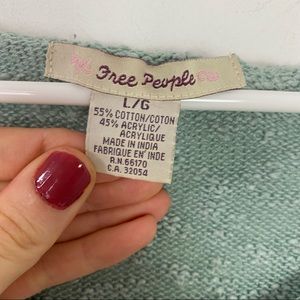 Free People
L/G
55% COTTON/COTON
45% ACRYLIC/
ACRYLIQUE
MADE IN INDIA
FABRIQUE EN' INDE
R.N. 66170
C.A. 32054